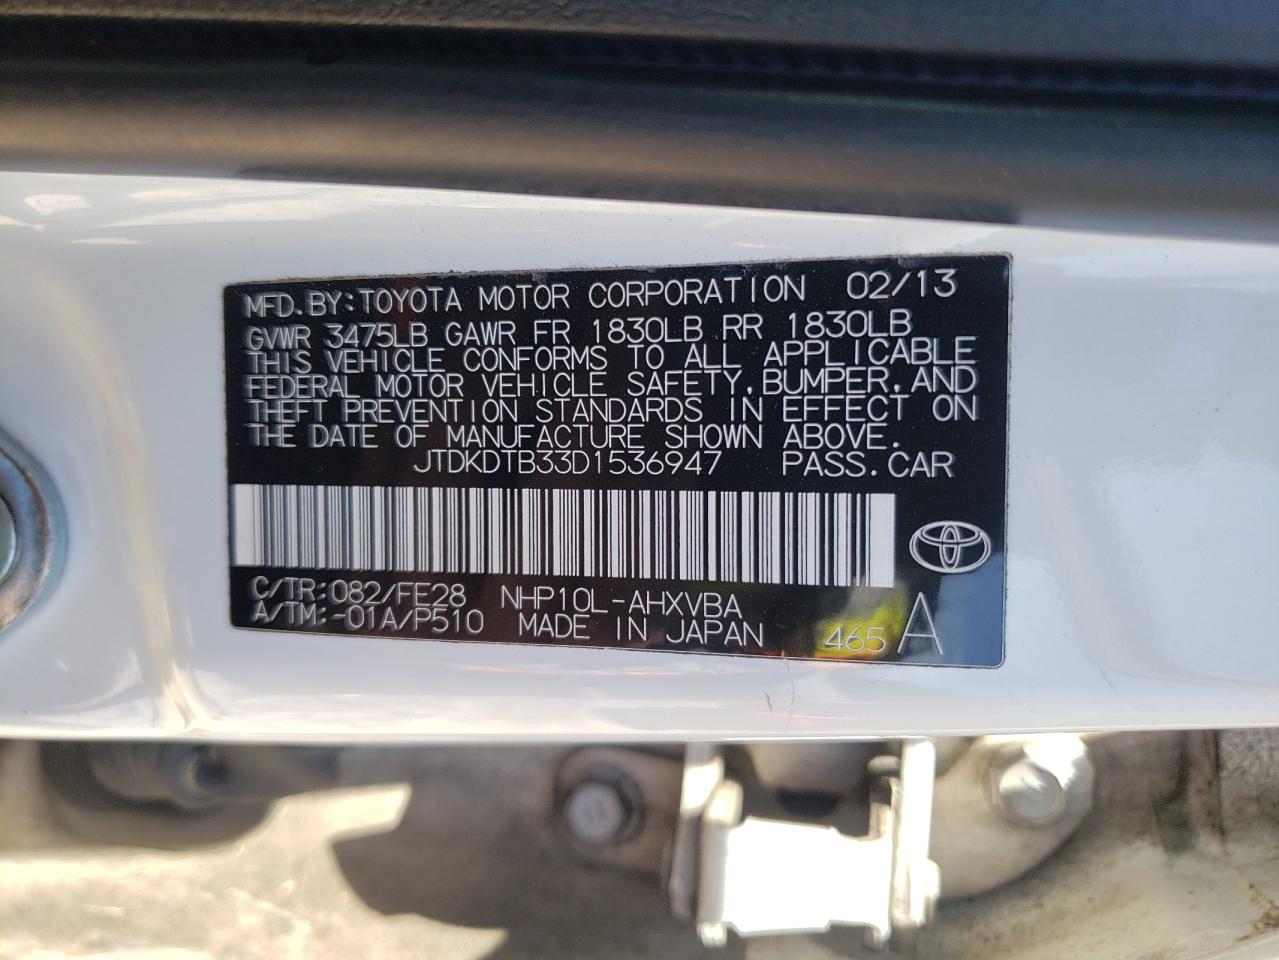 MFD.BY:TOYOTA MOTOR CORPORATION 02/13
GVWR 3475LB GAWR FR 1830LB RR 1830LB
THIS VEHICLE CONFORMS TO ALL APPLICABLE
FEDERAL MOTOR VEHICLE SAFETY,BUMPER,AND
THEFT PREVENTION STANDARDS IN EFFECT ON
THE DATE OF MANUFACTURE SHOWN ABOVE.
JTDKDTB33D1536947 PASS.CAR
C/TR:082/FE28 NHP10L-AHXVBA
A/TM:-01A/P510 MADE IN JAPAN 465 A